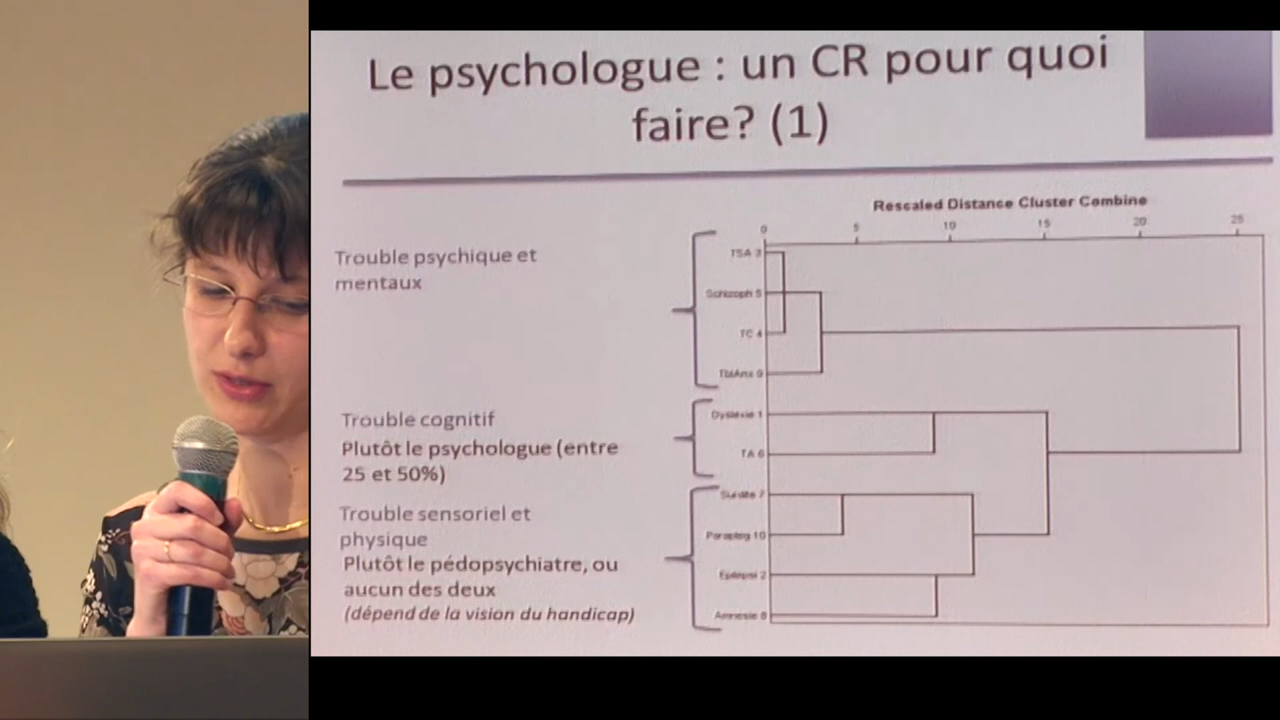 Le psychologue : un CR pour quoi
faire? (1)
Rescaled Distance Cluster Combine
0 5 10 15 20 25
Trouble psychique et
mentaux
TSA 3
Schizoph 5
TC 4
TblAnx 9
Trouble cognitif
Plutôt le psychologue (entre
25 et 50%)
Dyslexie 1
TA 6
Trouble sensoriel et
physique
Plutôt le pédopsychiatre, ou
aucun des deux
(dépend de la vision du handicap)
Surdite 7
Parapleg 10
Epilepsi 2
Amnesie 8